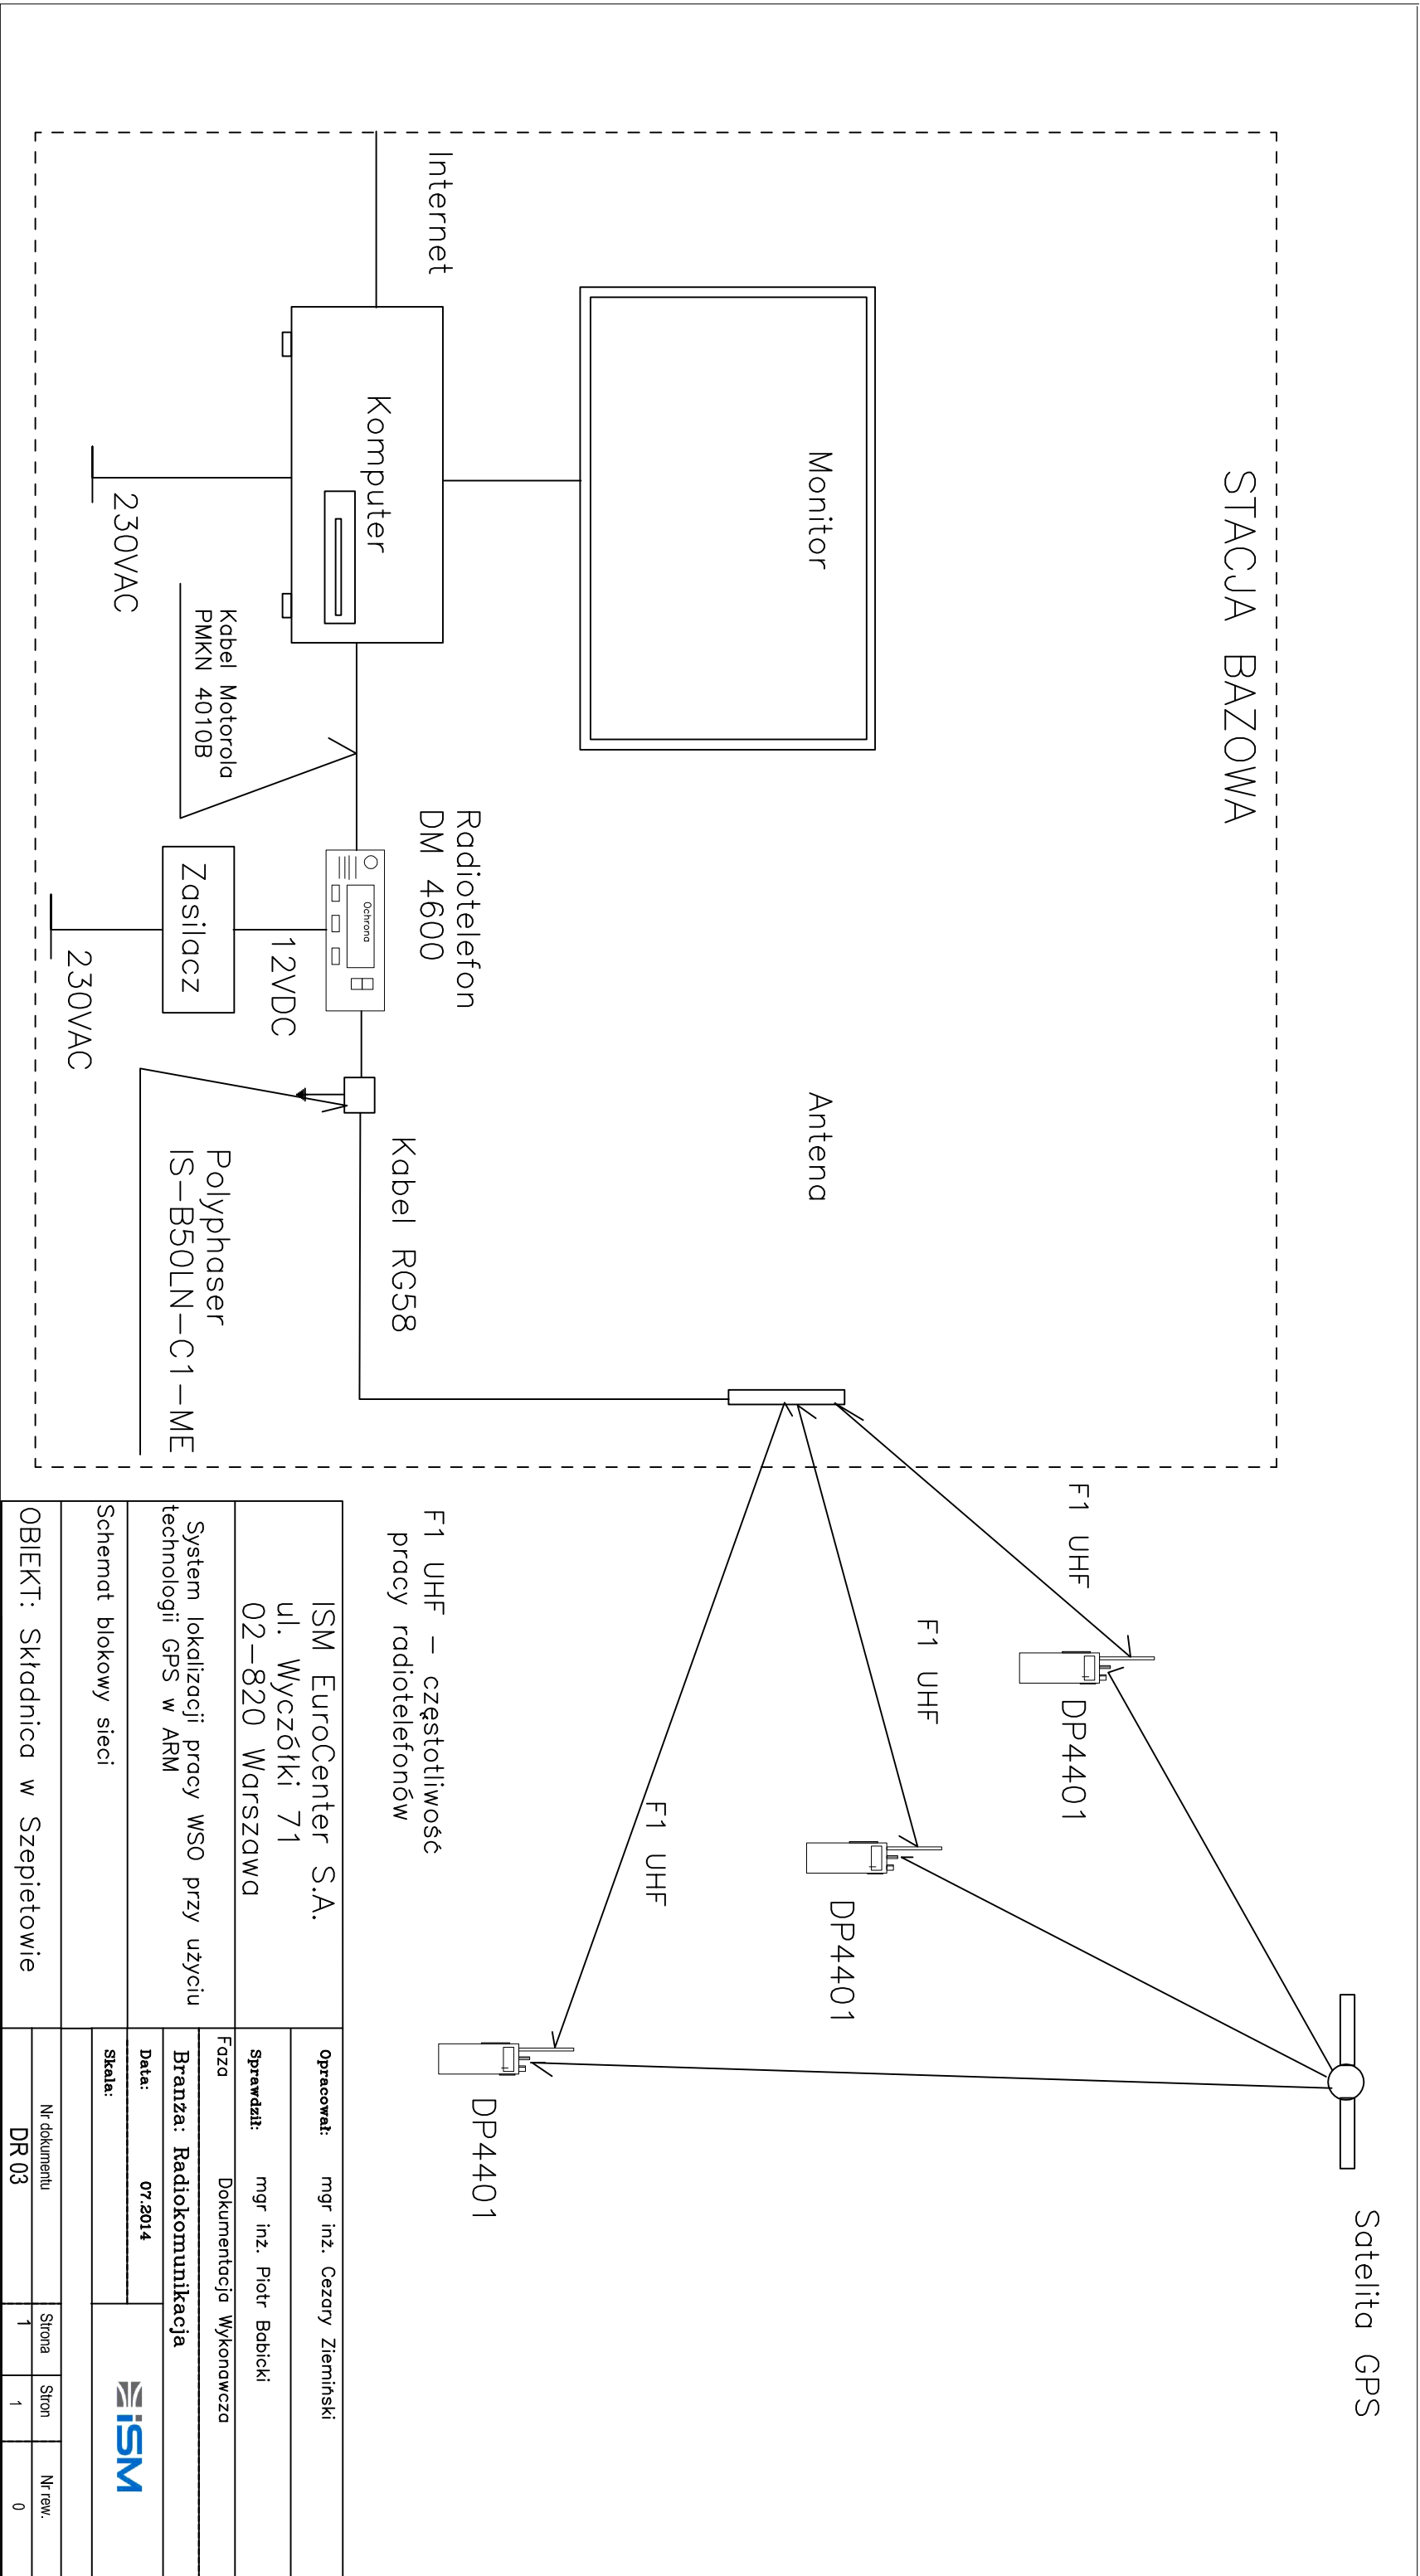 STACJA BAZOWA
Satelita GPS
Monitor
Antena
F1 UHF
DP4401
F1 UHF
DP4401
F1 UHF
DP4401
Internet
Komputer
230VAC
Kabel Motorola
PMKN 4010B
Radiotelefon
DM 4600
Ochrona
12VDC
Zasilacz
230VAC
Kabel RG58
Polyphaser
IS-B50LN-C1-ME
F1 UHF – częstotliwość
pracy radiotelefonów
ISM EuroCenter S.A.
ul. Wyczółki 71
02-820 Warszawa
System lokalizacji pracy WSO przy użyciu
technologii GPS w ARM
Schemat blokowy sieci
OBIEKT: Składnica w Szepietowie
Opracował: mgr inż. Cezary Ziemiński
Sprawdził: mgr inż. Piotr Babicki
Faza Dokumentacja Wykonawcza
Branża: Radiokomunikacja
Data: 07.2014
Skala:
iSM
Nr dokumentu Strona Stron Nr rew.
DR 03 1 1 0